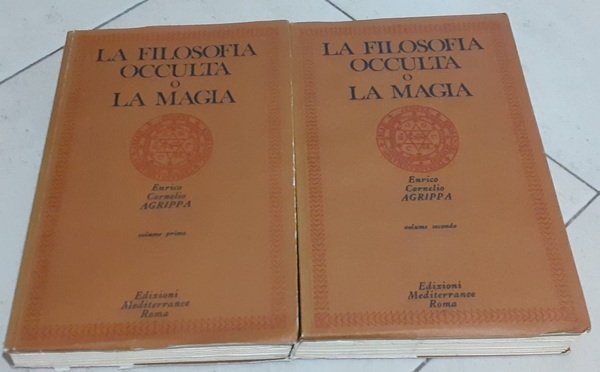 LA FILOSOFIA
OCCULTA
O
LA MAGIA
Enrico
Cornelio
AGRIPPA
volume primo
Edizioni
Mediterranee
Roma
LA FILOSOFIA
OCCULTA
O
LA MAGIA
Enrico
Cornelio
AGRIPPA
volume secondo
Edizioni
Mediterranee
Roma